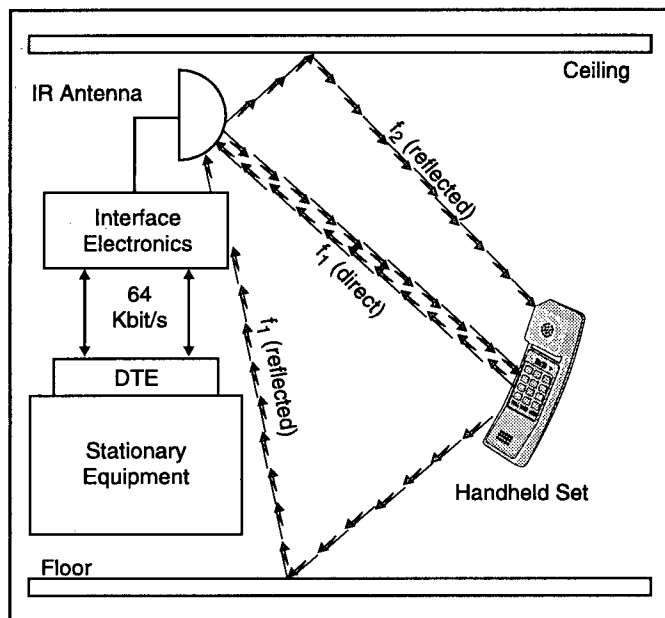 Ceiling
IR Antenna
f2 (reflected)
Interface
Electronics
f1 (direct)
64
Kbit/s
f1 (reflected)
DTE
Stationary
Equipment
Handheld Set
Floor